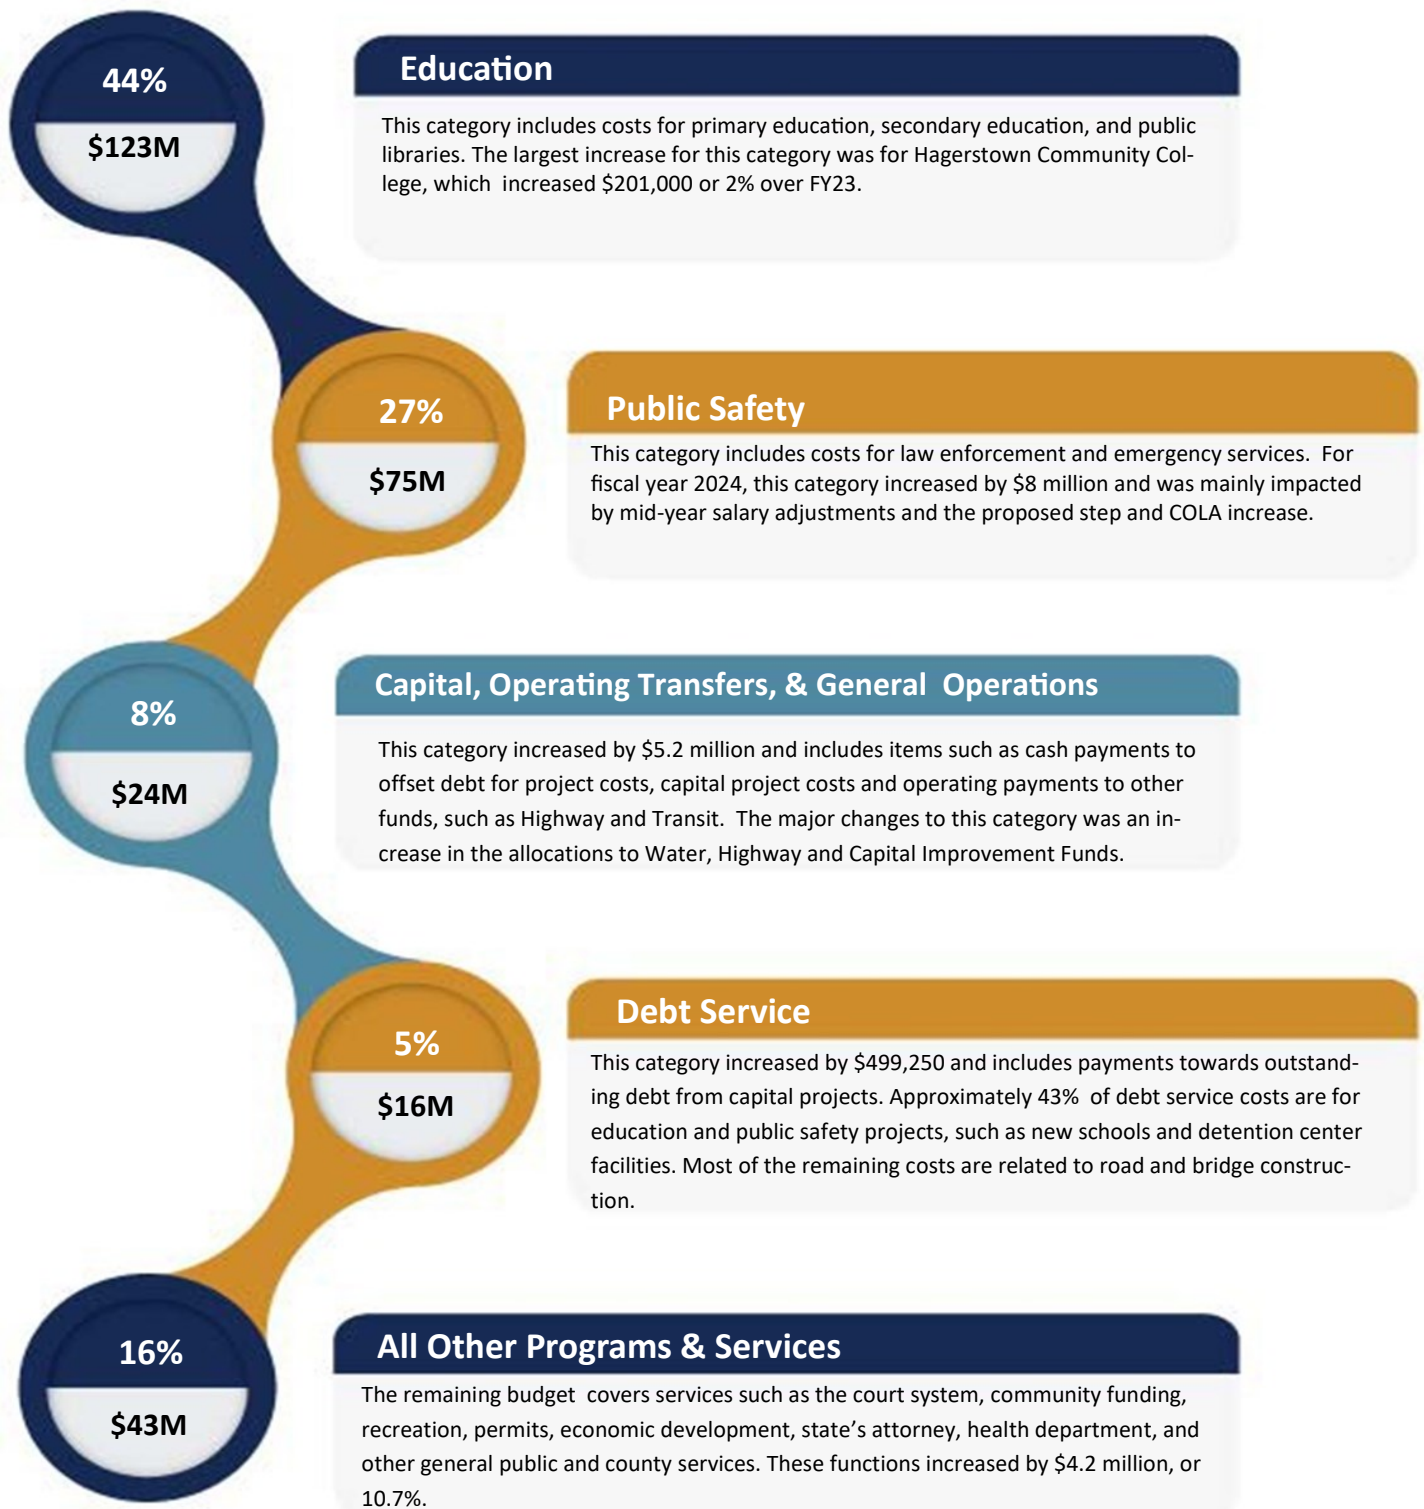 44%
$123M
Education
This category includes costs for primary education, secondary education, and public
libraries. The largest increase for this category was for Hagerstown Community Col-
lege, which  increased $201,000 or 2% over FY23.
27%
$75M
Public Safety
This category includes costs for law enforcement and emergency services.  For
fiscal year 2024, this category increased by $8 million and was mainly impacted
by mid-year salary adjustments and the proposed step and COLA increase.
8%
$24M
Capital, Operating Transfers, & General  Operations
This category increased by $5.2 million and includes items such as cash payments to
offset debt for project costs, capital project costs and operating payments to other
funds, such as Highway and Transit.  The major changes to this category was an in-
crease in the allocations to Water, Highway and Capital Improvement Funds.
5%
$16M
Debt Service
This category increased by $499,250 and includes payments towards outstand-
ing debt from capital projects. Approximately 43%  of debt service costs are for
education and public safety projects, such as new schools and detention center
facilities. Most of the remaining costs are related to road and bridge construc-
tion.
16%
$43M
All Other Programs & Services
The remaining budget  covers services such as the court system, community funding,
recreation, permits, economic development, state’s attorney, health department, and
other general public and county services. These functions increased by $4.2 million, or
10.7%.